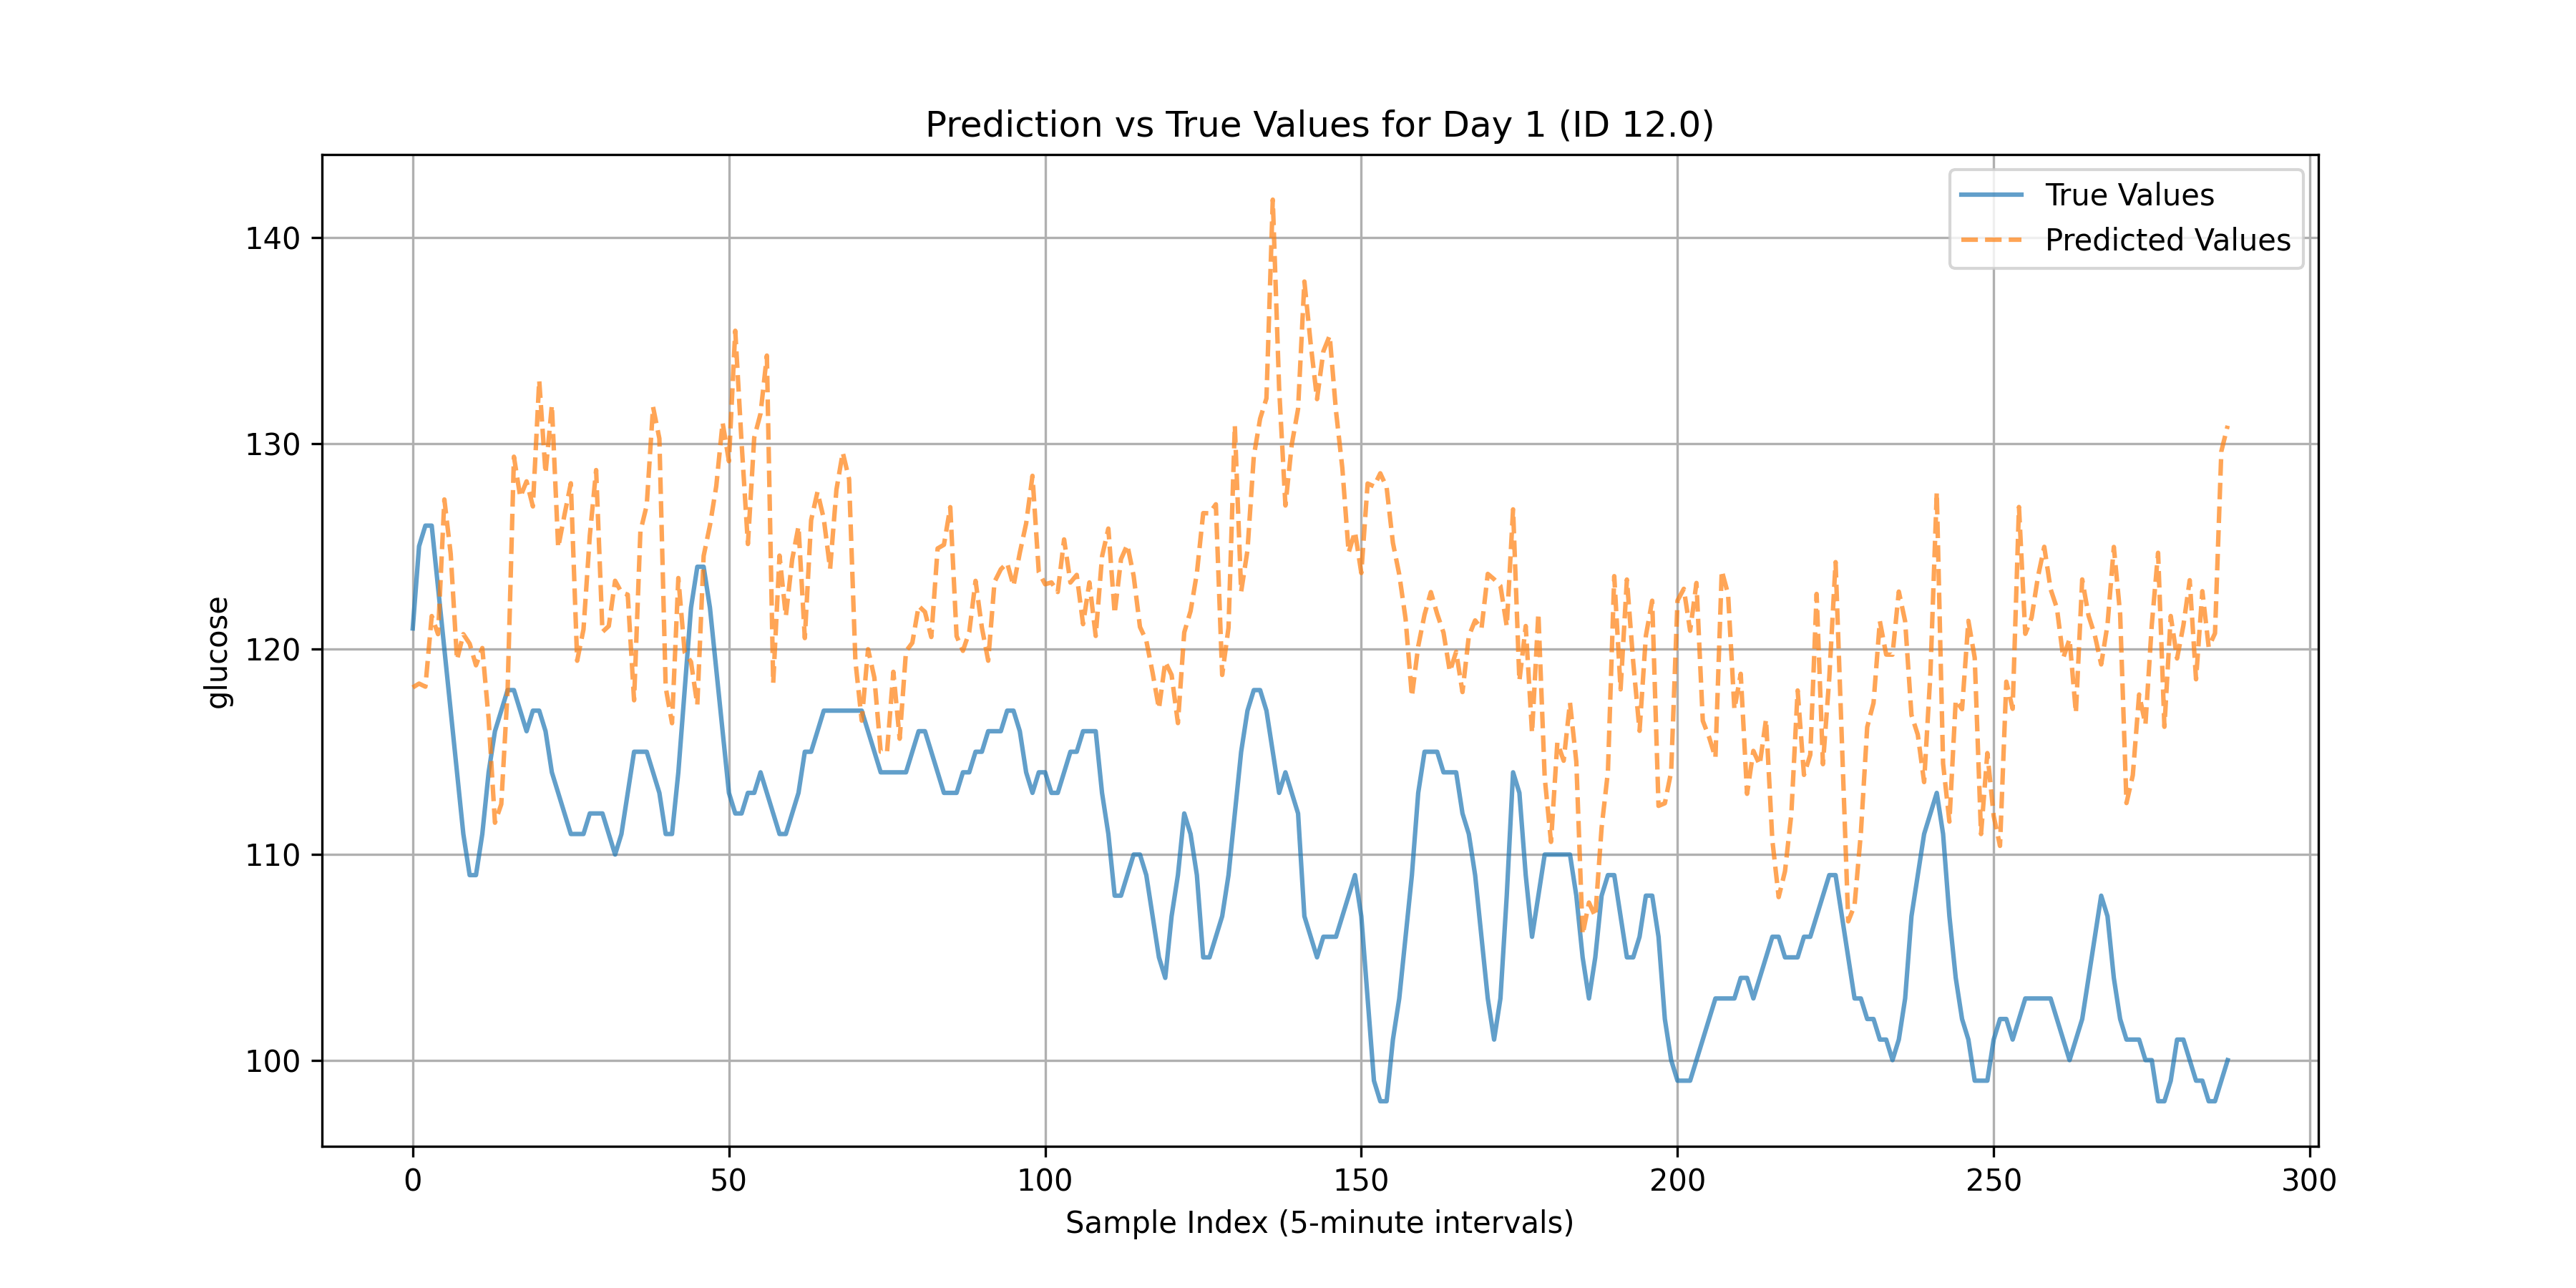 Prediction vs True Values for Day 1 (ID 12.0)
True Values
Predicted Values
140
130
120
110
100
glucose
0 50 100 150 200 250 300
Sample Index (5-minute intervals)